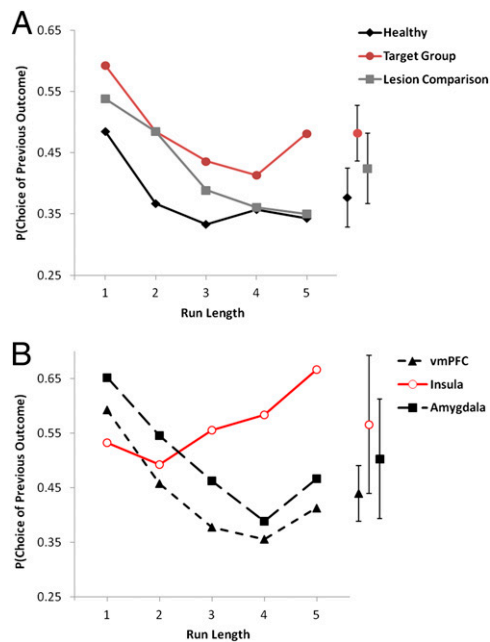 A
0.65
0.55
0.45
0.35
0.25
P(Choice of Previous Outcome)
1 2 3 4 5
Run Length
Healthy
Target Group
Lesion Comparison
B
0.65
0.55
0.45
0.35
0.25
P(Choice of Previous Outcome)
1 2 3 4 5
Run Length
vmPFC
Insula
Amygdala